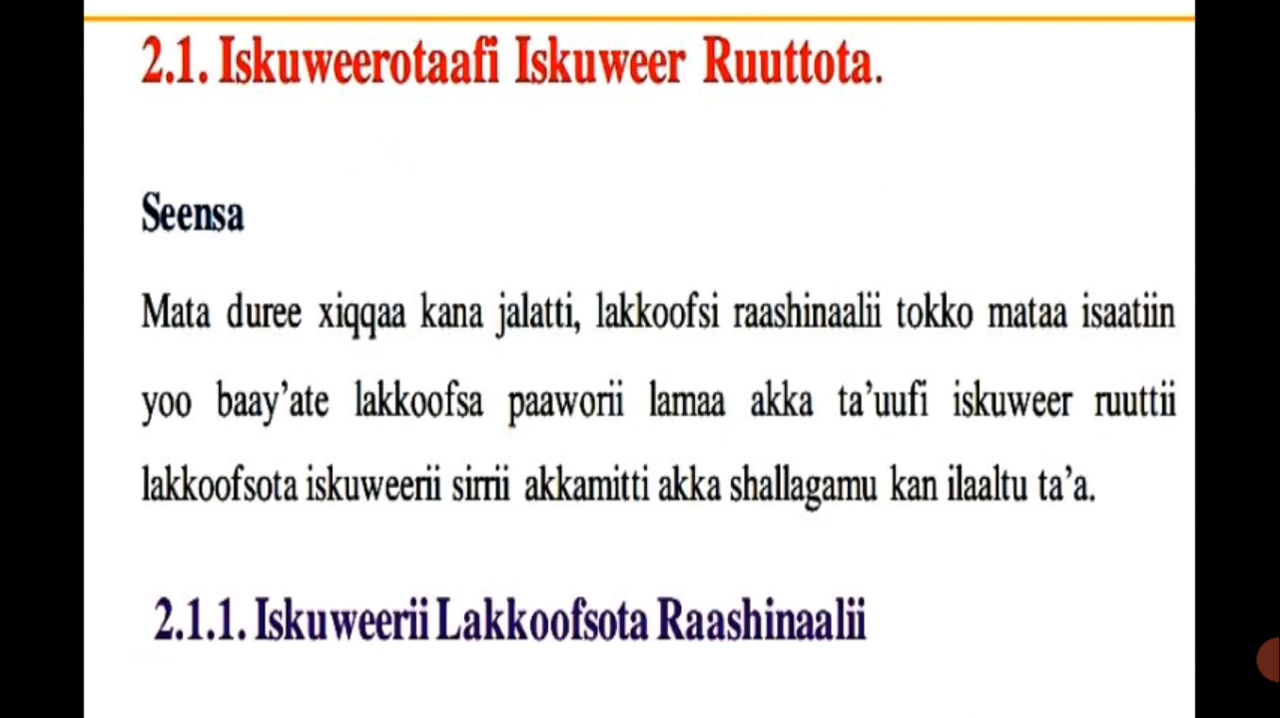 2.1. Iskuweerotaafi Iskuweer Ruuttota.
Seensa
Mata duree xiqqaa kana jalatti, lakkoofsi raashinaalii tokko mataa isaatiin
yoo baay’ate lakkoofsa paaworii lamaa akka ta’uufi iskuweer ruuttii
lakkoofsota iskuweerii sirrii akkamitti akka shallagamu kan ilaaltu ta’a.
2.1.1. Iskuweerii Lakkoofsota Raashinaalii